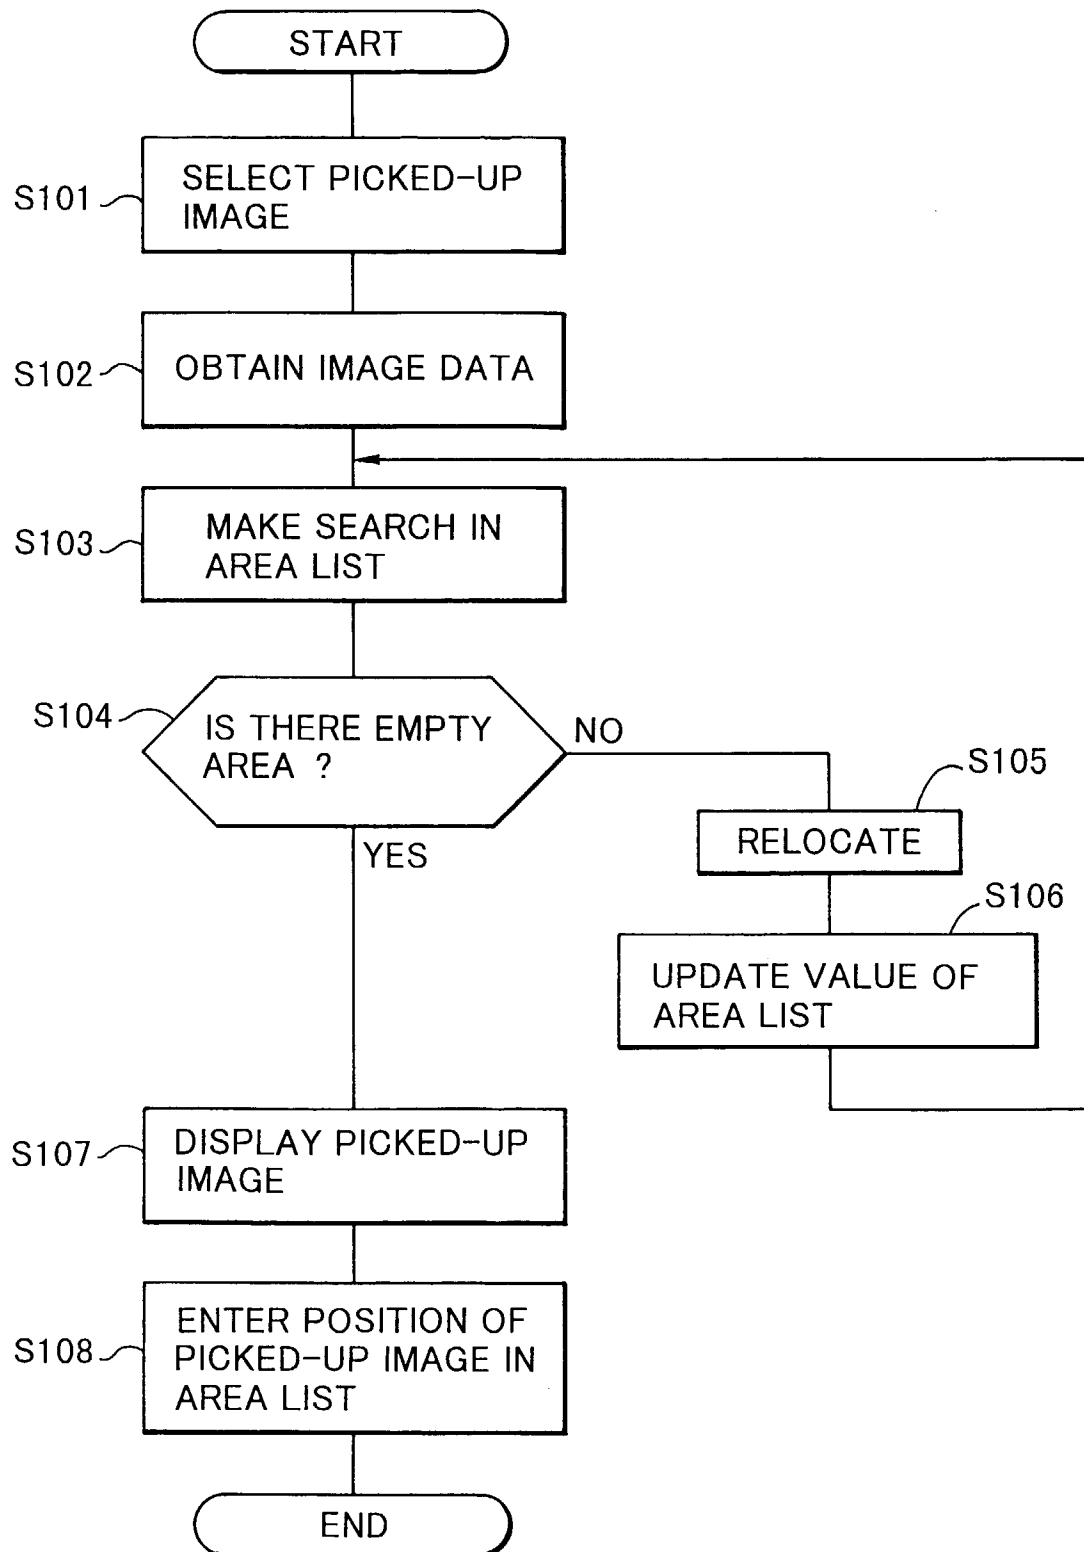 START
S101
SELECT PICKED-UP
IMAGE
S102
OBTAIN IMAGE DATA
S103
MAKE SEARCH IN
AREA LIST
S104
IS THERE EMPTY
AREA ?
NO
YES
S105
RELOCATE
S106
UPDATE VALUE OF
AREA LIST
S107
DISPLAY PICKED-UP
IMAGE
S108
ENTER POSITION OF
PICKED-UP IMAGE IN
AREA LIST
END